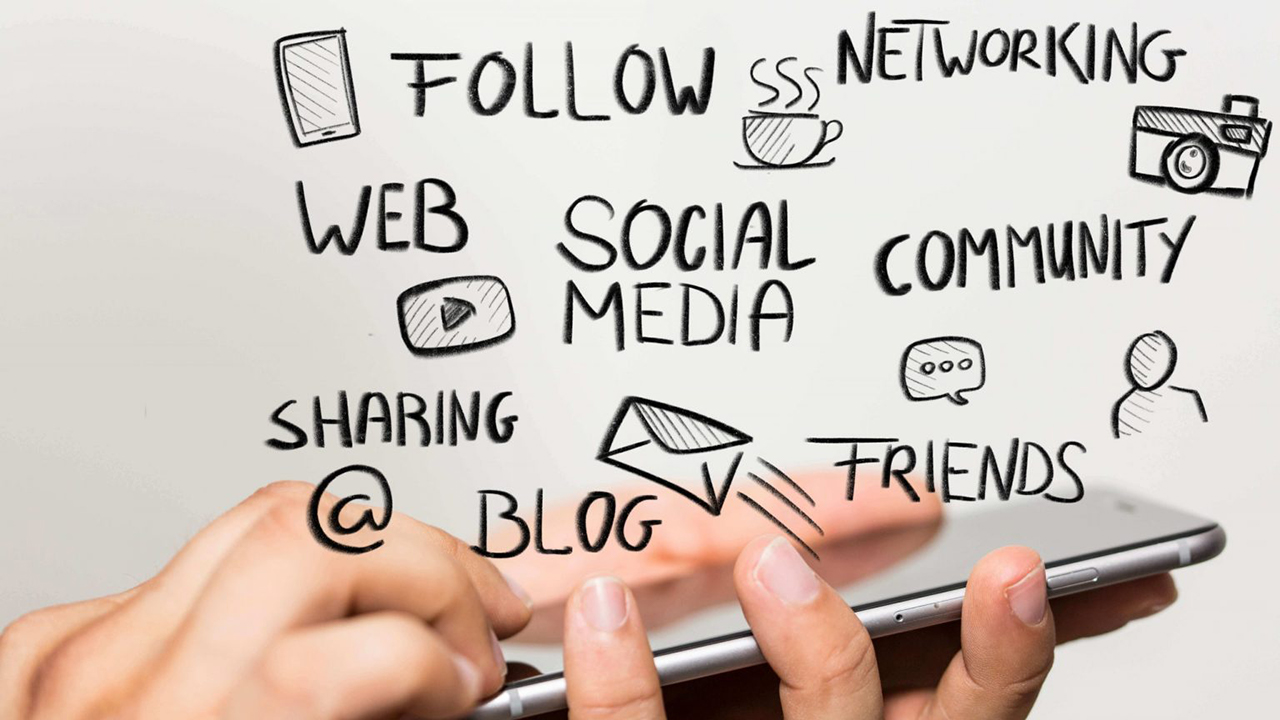 FOLLOW
NETWORKING
WEB
SOCIAL
MEDIA
COMMUNITY
SHARING
@
BLOG
FRIENDS